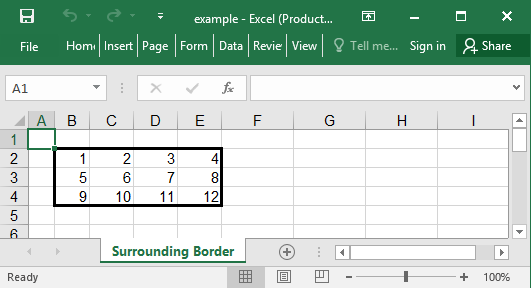 example - Excel (Product...
File Home Insert Page Form Data Revie View Tell me... Sign in Share
A1 fx
A B C D E F G H I
1
2 1 2 3 4
3 5 6 7 8
4 9 10 11 12
5
6
Surrounding Border
Ready 100%